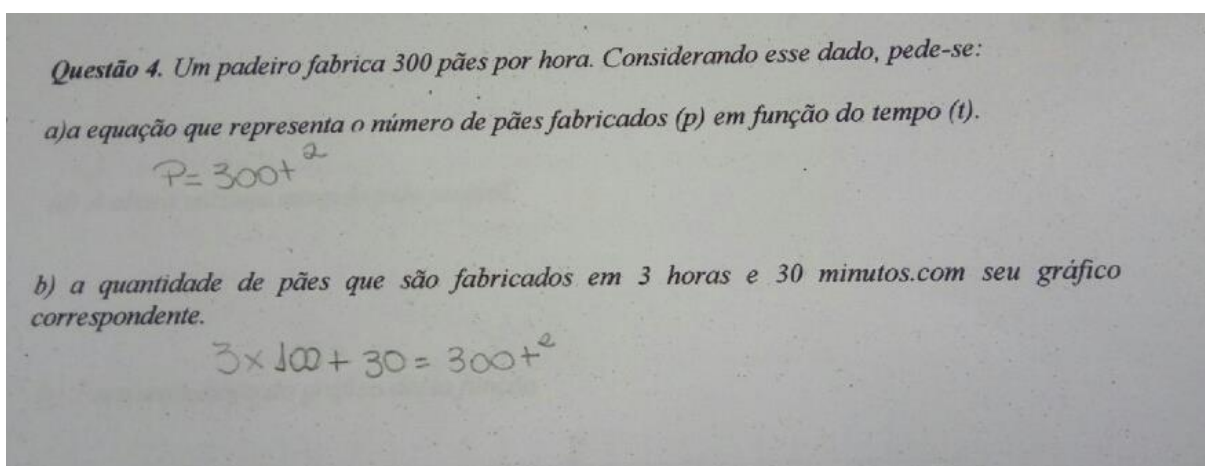 Questão 4. Um padeiro fabrica 300 pães por hora. Considerando esse dado, pede-se:
a)a equação que representa o número de pães fabricados (p) em função do tempo (t).
P= 300t²
b) a quantidade de pães que são fabricados em 3 horas e 30 minutos.com seu gráfico
correspondente.
3 x 100 + 30 = 300t²